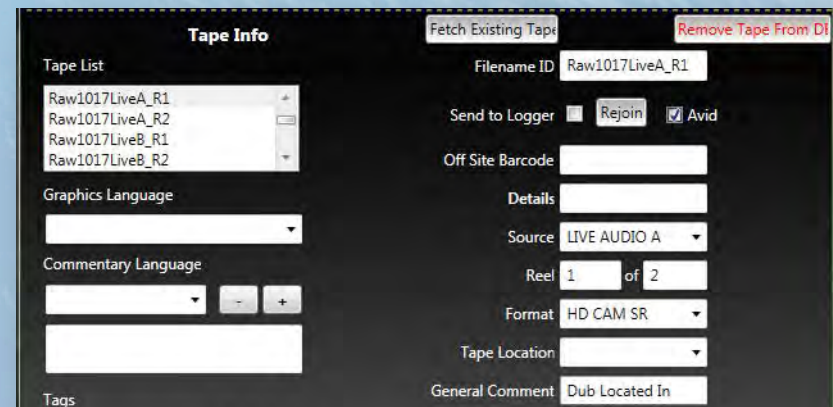 Tape Info
Tape List
Raw1017LiveA_R1
Raw1017LiveA_R2
Raw1017LiveB_R1
Raw1017LiveB_R2
Graphics Language
Commentary Language
- +
Tags
Fetch Existing Tape
Remove Tape From D
Filename ID Raw1017LiveA_R1
Send to Logger Rejoin Avid
Off Site Barcode
Details
Source LIVE AUDIO A
Reel 1 of 2
Format HD CAM SR
Tape Location
General Comment Dub Located In